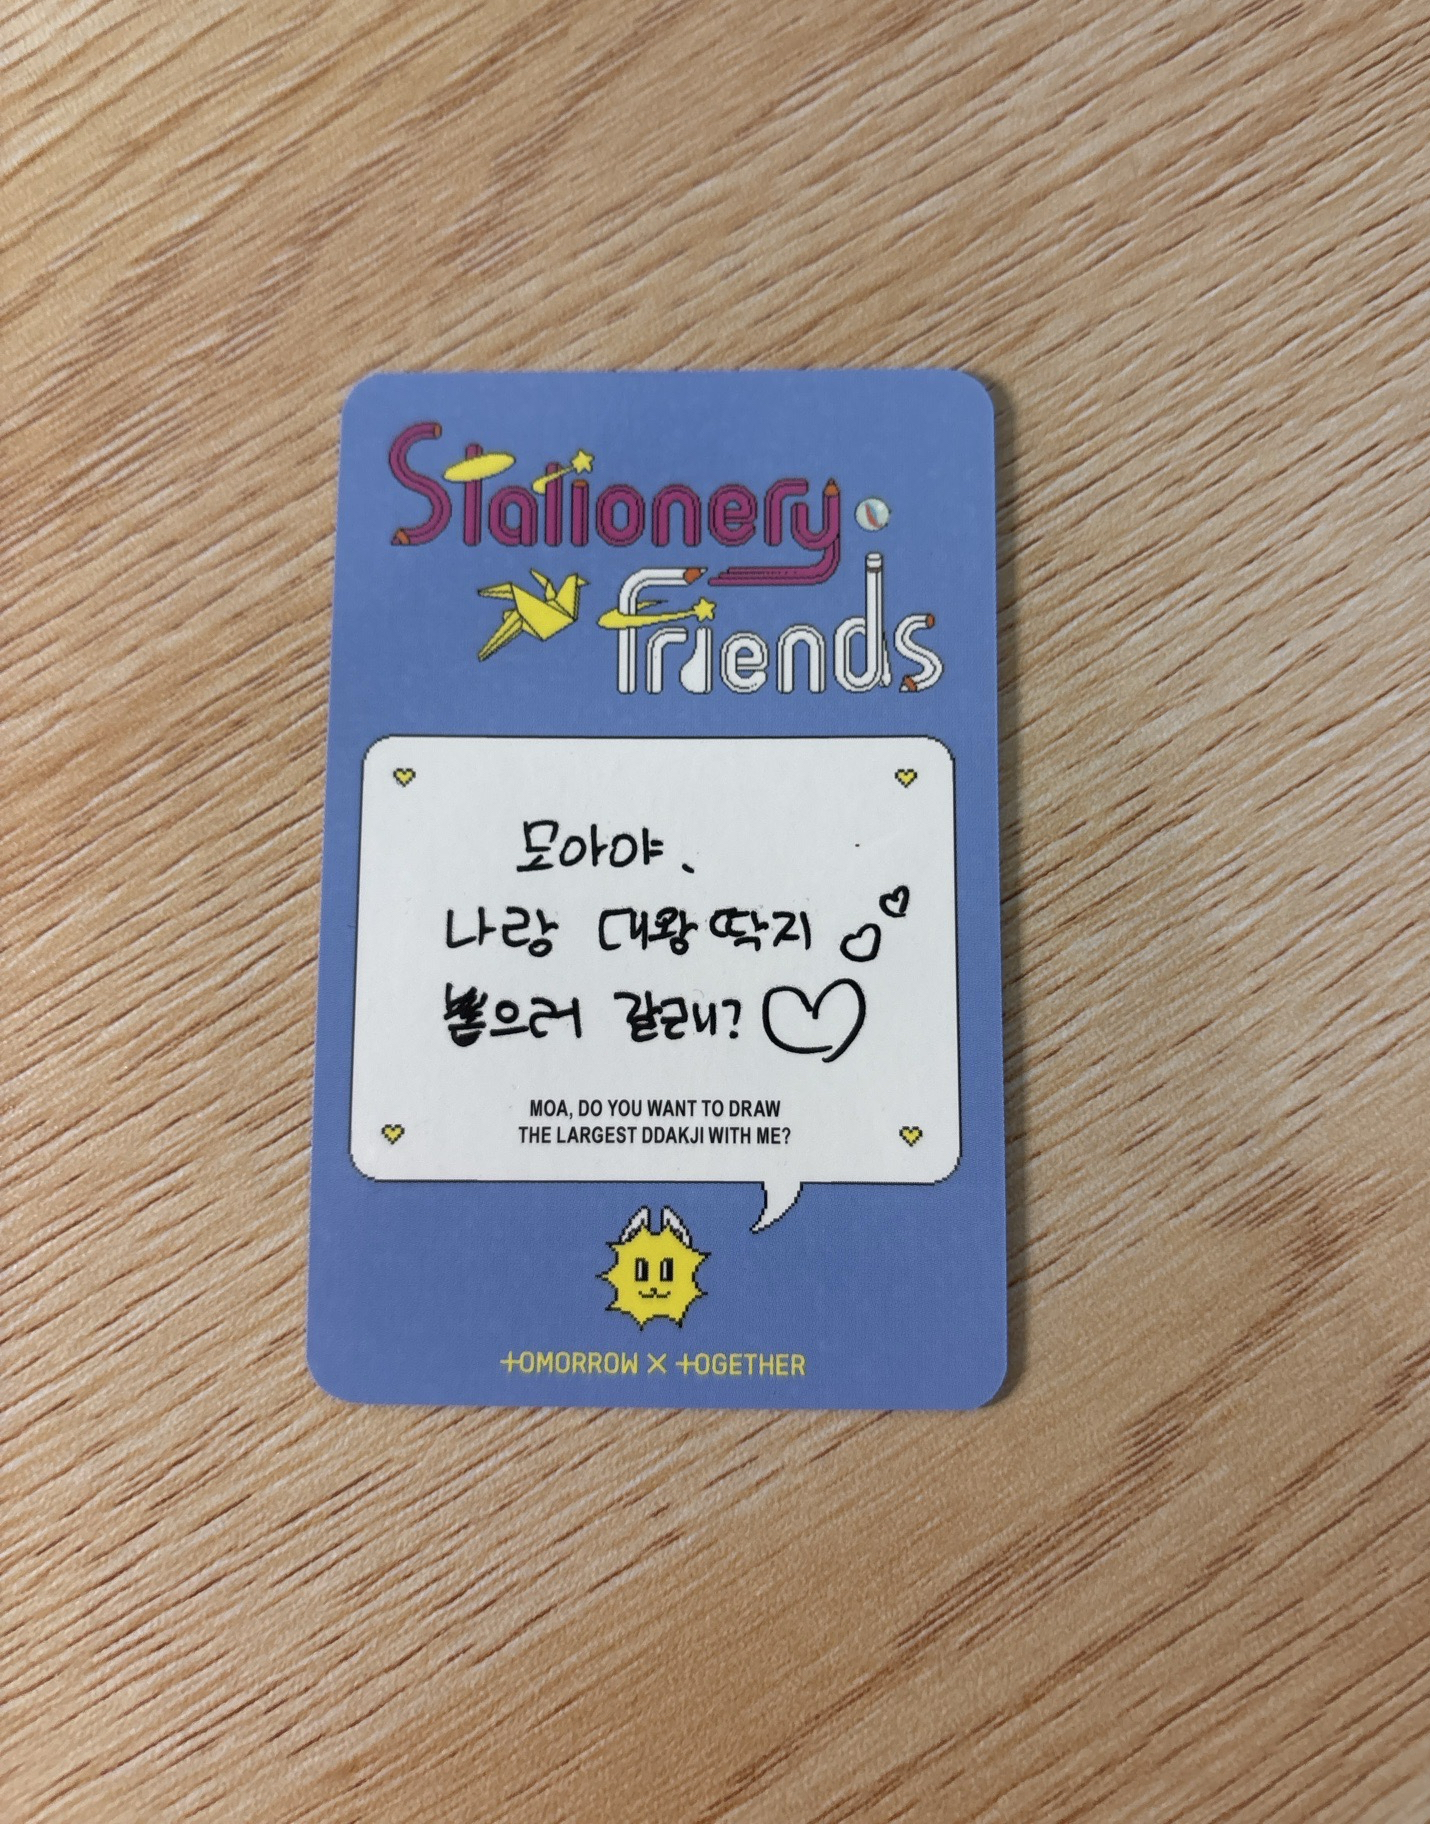 Stationery
friends
모아야.
나랑 대왕딱지
뽑으러 갈래?
MOA, DO YOU WANT TO DRAW
THE LARGEST DDAKJI WITH ME?
TOMORROW X TOGETHER